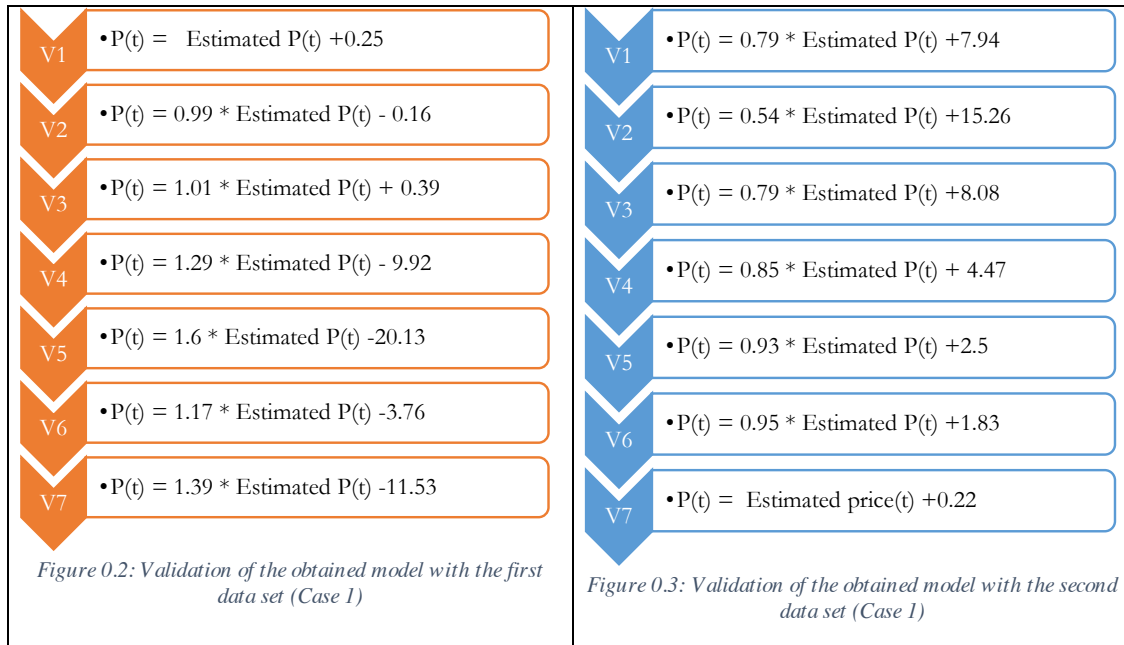 V1
•P(t) = Estimated P(t) +0.25
V2
•P(t) = 0.99 * Estimated P(t) - 0.16
V3
•P(t) = 1.01 * Estimated P(t) + 0.39
V4
•P(t) = 1.29 * Estimated P(t) - 9.92
V5
•P(t) = 1.6 * Estimated P(t) -20.13
V6
•P(t) = 1.17 * Estimated P(t) -3.76
V7
•P(t) = 1.39 * Estimated P(t) -11.53
Figure 0.2: Validation of the obtained model with the first
data set (Case 1)
V1
•P(t) = 0.79 * Estimated P(t) +7.94
V2
•P(t) = 0.54 * Estimated P(t) +15.26
V3
•P(t) = 0.79 * Estimated P(t) +8.08
V4
•P(t) = 0.85 * Estimated P(t) + 4.47
V5
•P(t) = 0.93 * Estimated P(t) +2.5
V6
•P(t) = 0.95 * Estimated P(t) +1.83
V7
•P(t) = Estimated price(t) +0.22
Figure 0.3: Validation of the obtained model with the second
data set (Case 1)